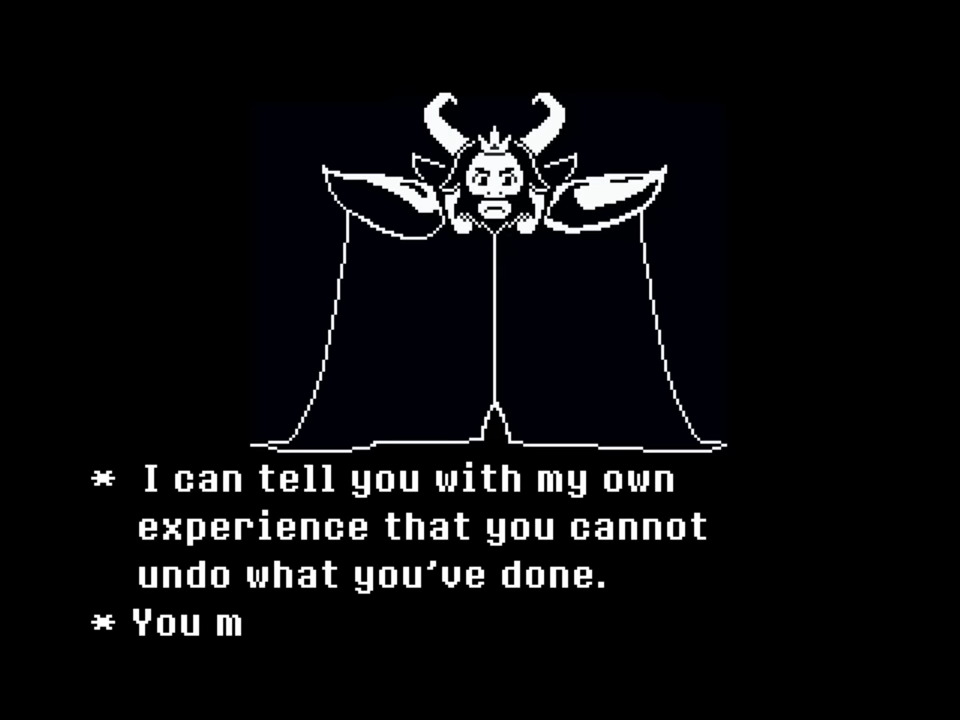 * I can tell you with my own
experience that you cannot
undo what you've done.
* You m